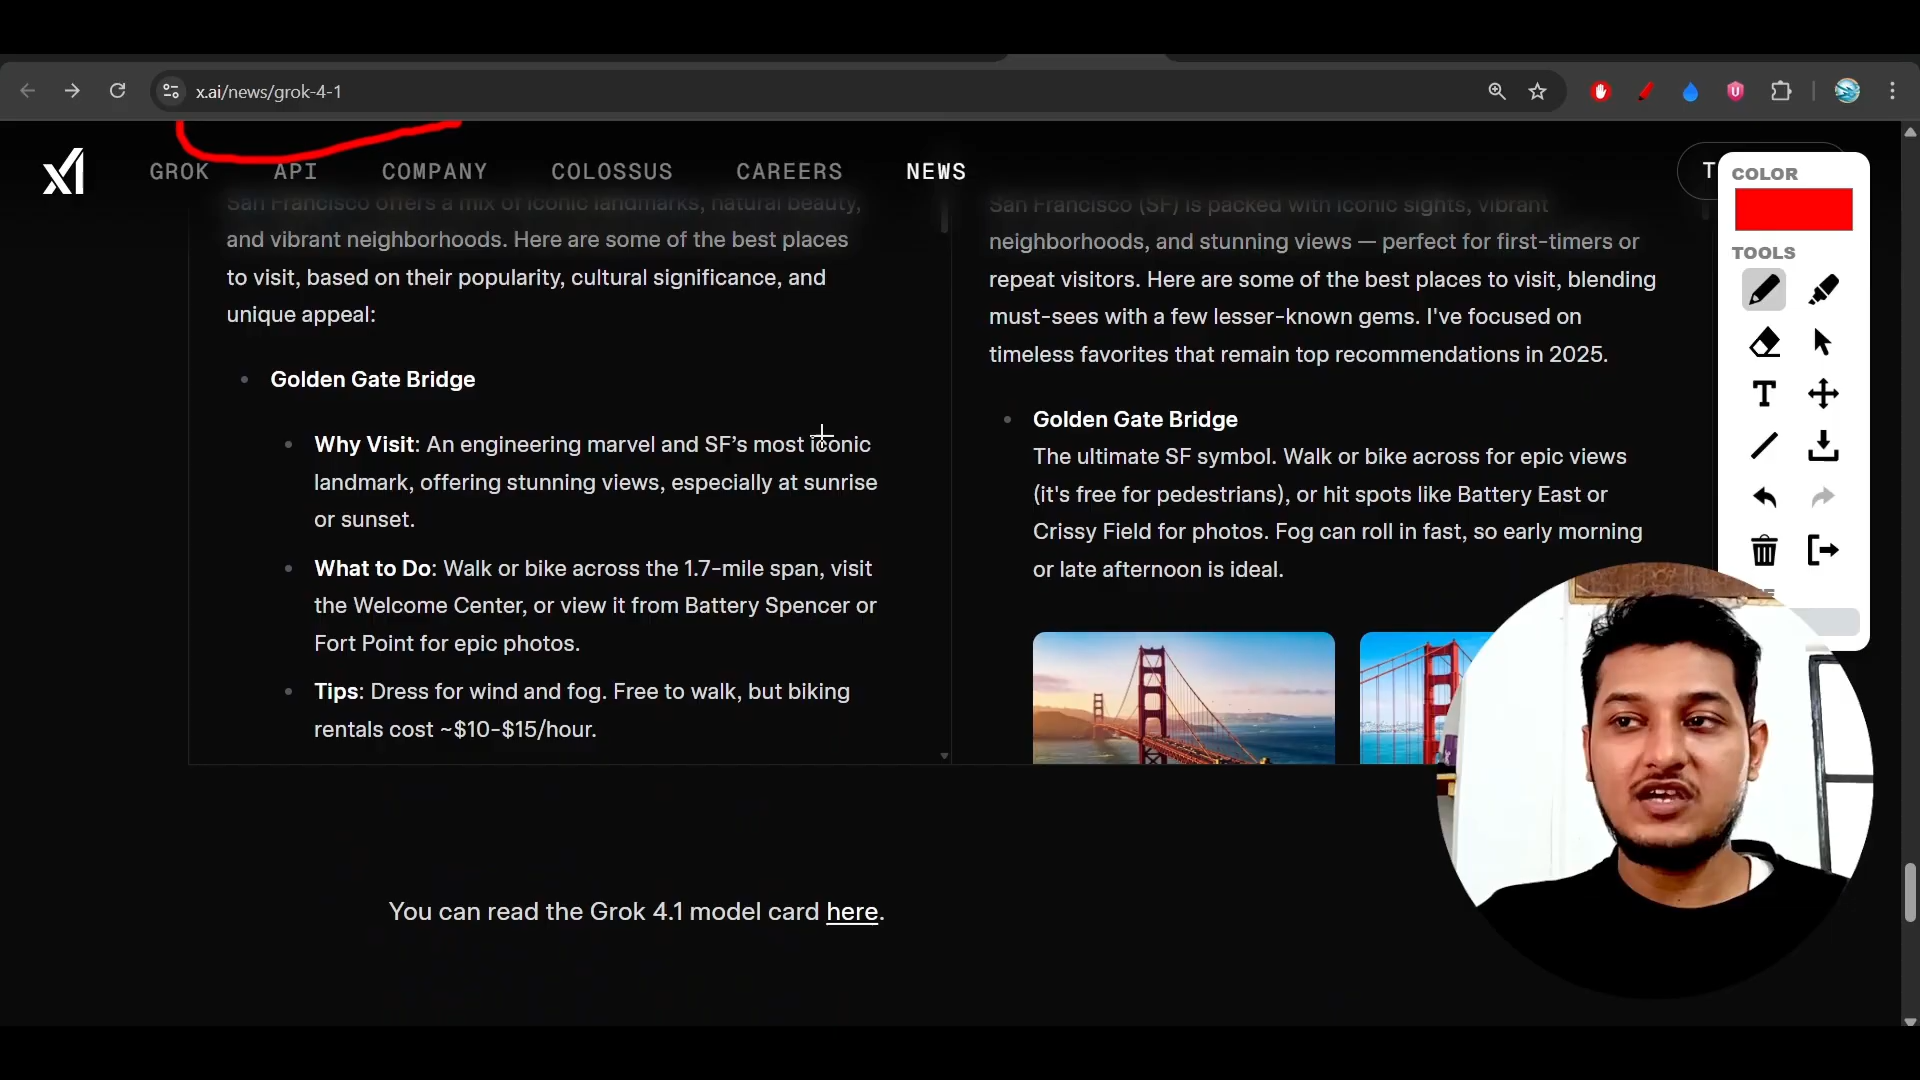 x.ai/news/grok-4-1
GROK API COMPANY COLOSSUS CAREERS NEWS
T
COLOR
TOOLS
San Francisco offers a mix of iconic landmarks, natural beauty,
and vibrant neighborhoods. Here are some of the best places
to visit, based on their popularity, cultural significance, and
unique appeal:
Golden Gate Bridge
Why Visit: An engineering marvel and SF’s most iconic
landmark, offering stunning views, especially at sunrise
or sunset.
What to Do: Walk or bike across the 1.7-mile span, visit
the Welcome Center, or view it from Battery Spencer or
Fort Point for epic photos.
Tips: Dress for wind and fog. Free to walk, but biking
rentals cost ~$10-$15/hour.
San Francisco (SF) is packed with iconic sights, vibrant
neighborhoods, and stunning views — perfect for first-timers or
repeat visitors. Here are some of the best places to visit, blending
must-sees with a few lesser-known gems. I've focused on
timeless favorites that remain top recommendations in 2025.
Golden Gate Bridge
The ultimate SF symbol. Walk or bike across for epic views
(it's free for pedestrians), or hit spots like Battery East or
Crissy Field for photos. Fog can roll in fast, so early morning
or late afternoon is ideal.
You can read the Grok 4.1 model card here.